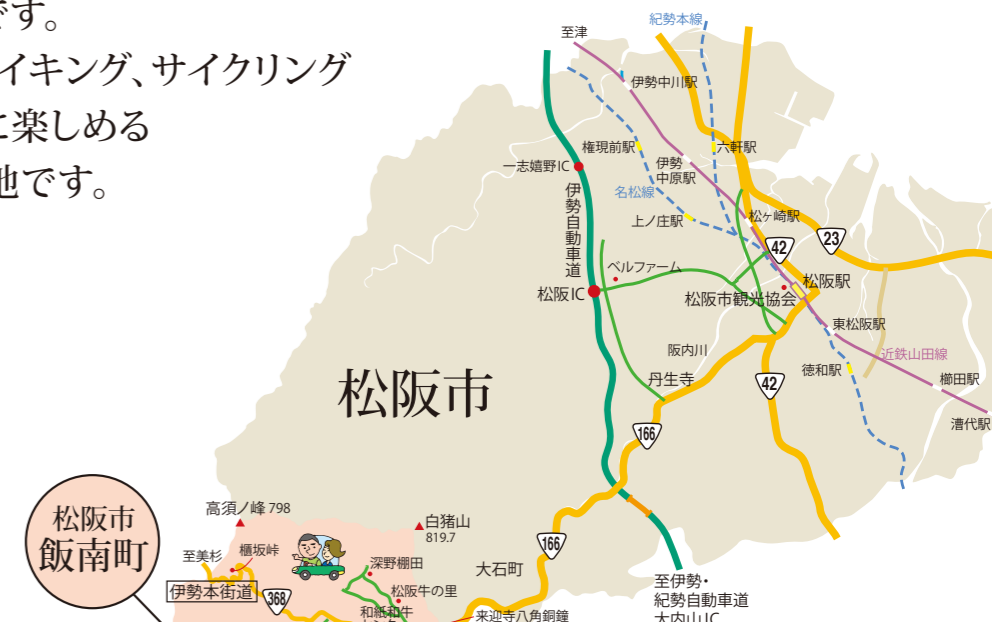 です。
イキング、サイクリング
に楽しめる
地です。
紀勢本線
至津
伊勢中川駅
権現前駅
六軒駅
一志嬉野IC
伊勢
中原駅
名松線
伊勢自動車道
上ノ庄駅
松ヶ崎駅
42
23
ベルファーム
松阪IC
松阪駅
松阪市観光協会
東松阪駅
阪内川
近鉄山田線
徳和駅
櫛田駅
丹生寺
42
松阪市
漕代駅
166
松阪市
飯南町
高須ノ峰 798
白猪山
819.7
166
至美杉
櫃坂峠
深野棚田
大石町
伊勢本街道
368
松阪牛の里
和紙和牛
来迎寺八角銅鐘
至伊勢・
紀勢自動車道
大内山IC